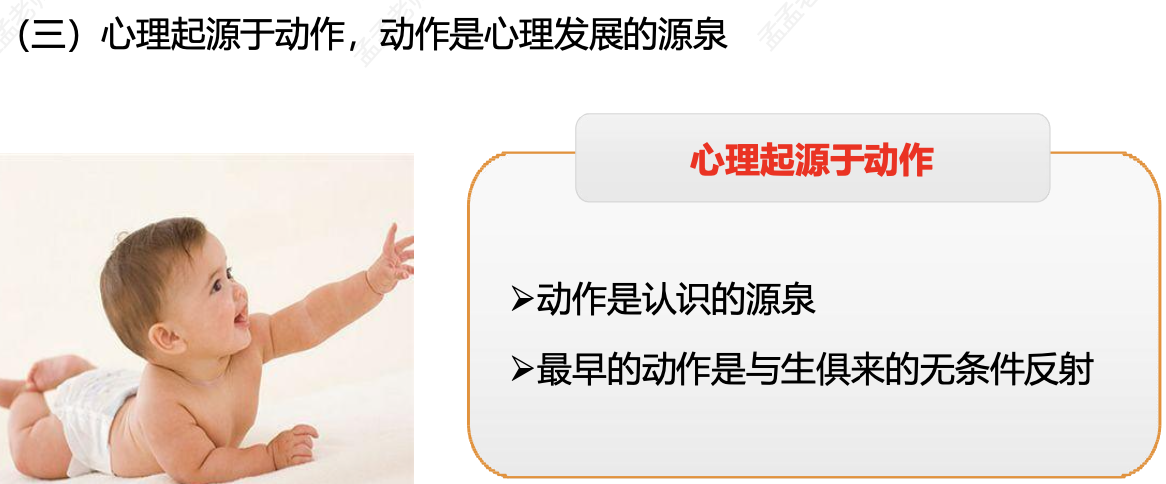 （三）心理起源于动作，动作是心理发展的源泉
心理起源于动作
➢动作是认识的源泉
➢最早的动作是与生俱来的无条件反射